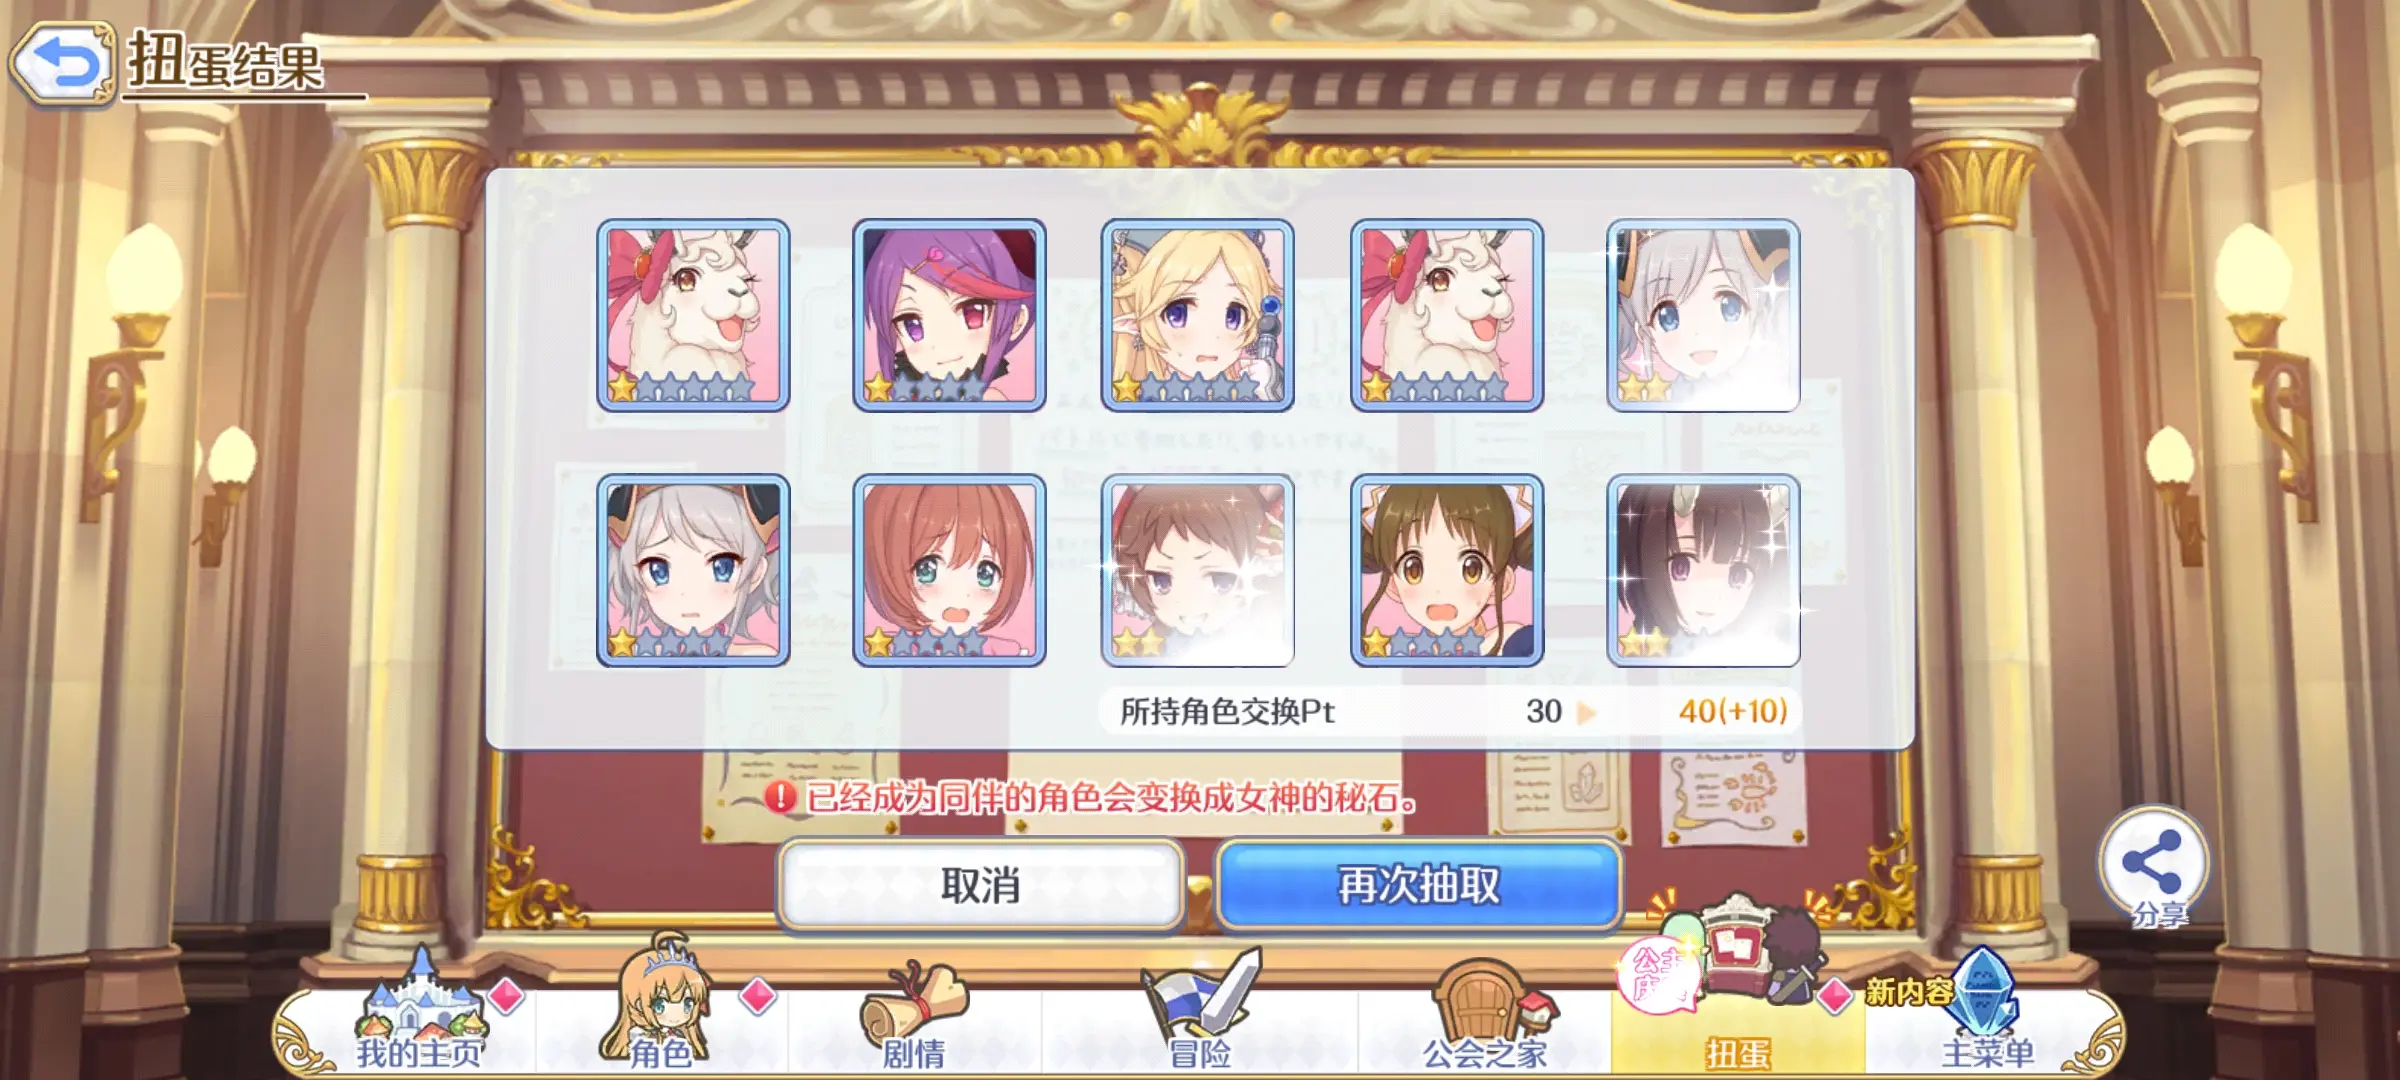 扭蛋结果
所持角色交换Pt 30 40(+10)
已经成为同伴的角色会变换成女神的秘石。
取消
再次抽取
分享
新内容
我的主页
角色
剧情
冒险
公会之家
扭蛋
主菜单